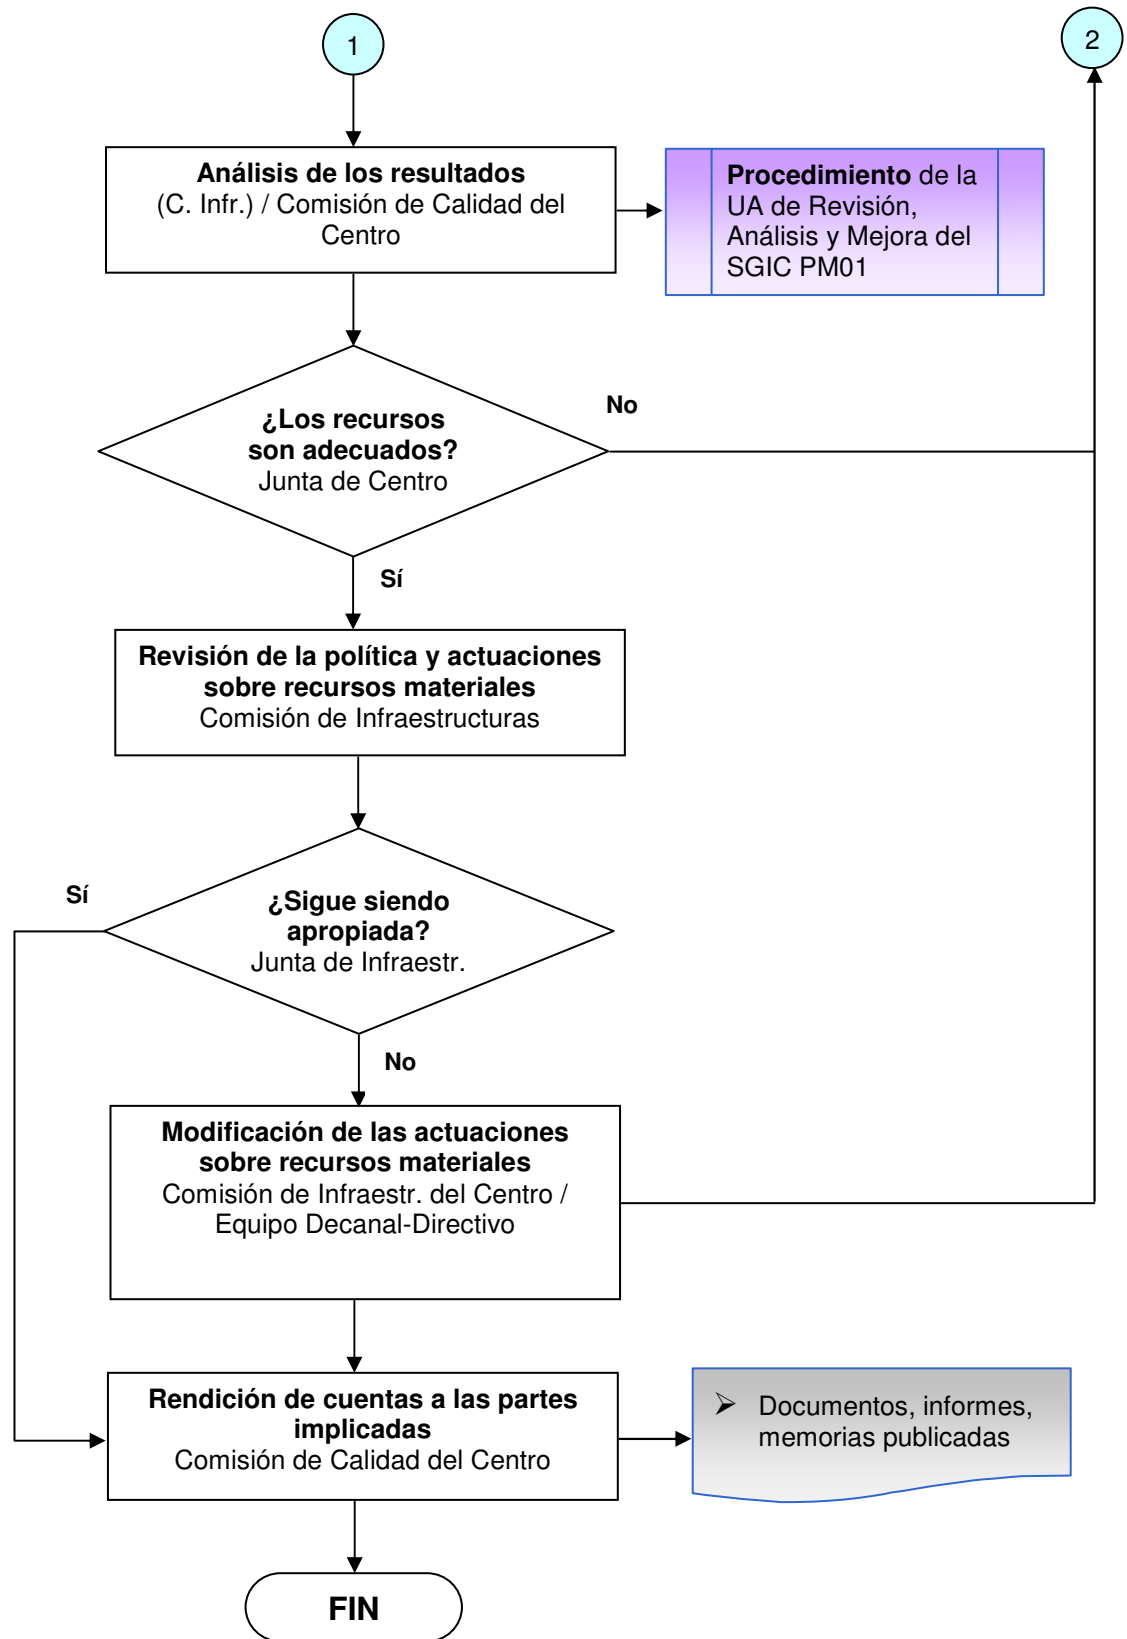 1
2
Análisis de los resultados
(C. Infr.) / Comisión de Calidad del
Centro
Procedimiento de la
UA de Revisión,
Análisis y Mejora del
SGIC PM01
¿Los recursos
son adecuados?
Junta de Centro
No
Sí
Revisión de la política y actuaciones
sobre recursos materiales
Comisión de Infraestructuras
Sí
¿Sigue siendo
apropiada?
Junta de Infraestr.
No
Modificación de las actuaciones
sobre recursos materiales
Comisión de Infraestr. del Centro /
Equipo Decanal-Directivo
Rendición de cuentas a las partes
implicadas
Comisión de Calidad del Centro
➢ Documentos, informes,
memorias publicadas
FIN